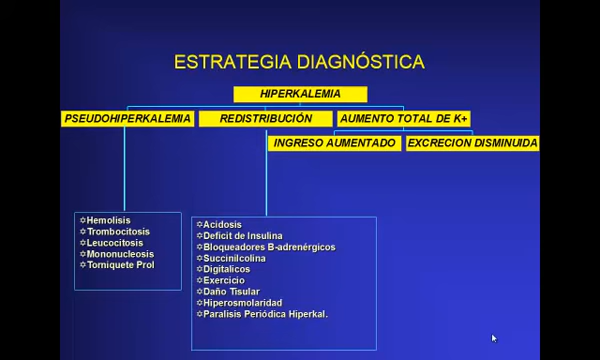 ESTRATEGIA DIAGNÓSTICA
HIPERKALEMIA
PSEUDOHIPERKALEMIA
REDISTRIBUCIÓN
AUMENTO TOTAL DE K+
INGRESO AUMENTADO
EXCRECION DISMINUIDA
✡Hemolisis
✡Trombocitosis
✡Leucocitosis
✡Mononucleosis
✡Torniquete Prol
✡Acidosis
✡Deficit de Insulina
✡Bloqueadores B-adrenérgicos
✡Succinilcolina
✡Digitalicos
✡Exercicio
✡Daño Tisular
✡Hiperosmolaridad
✡Paralisis Periódica Hiperkal.